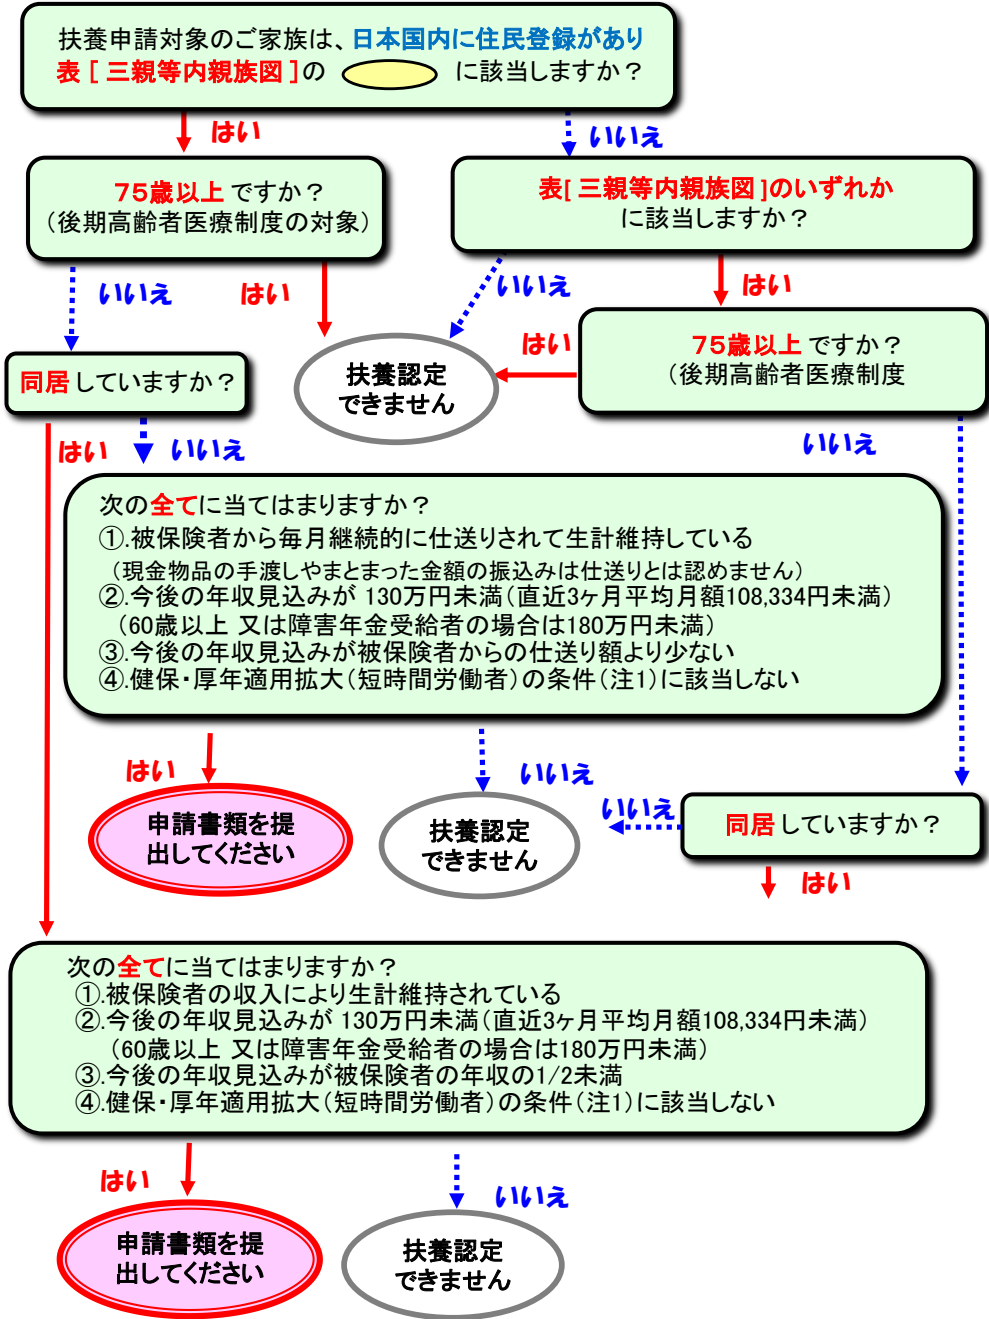 扶養申請対象のご家族は、日本国内に住民登録があり
表［ 三親等内親族図 ]の に該当しますか？
はい
いいえ
75歳以上 ですか？
（後期高齢者医療制度の対象）
表[ 三親等内親族図 ]のいずれか
に該当しますか？
いいえ
はい
いいえ
はい
扶養認定
できません
はい
75歳以上 ですか？
（後期高齢者医療制度
同居 していますか？
はい
いいえ
いいえ
次の全てに当てはまりますか？
①.被保険者から毎月継続的に仕送りされて生計維持している
（現金物品の手渡しやまとまった金額の振込みは仕送りとは認めません）
②.今後の年収見込みが 130万円未満（直近3ヶ月平均月額108,334円未満）
（60歳以上 又は障害年金受給者の場合は180万円未満）
③.今後の年収見込みが被保険者からの仕送り額より少ない
④.健保・厚年適用拡大（短時間労働者）の条件（注1）に該当しない
はい
いいえ
申請書類を提
出してください
扶養認定
できません
いいえ
同居 していますか？
はい
次の全てに当てはまりますか？
①.被保険者の収入により生計維持されている
②.今後の年収見込みが 130万円未満（直近3ヶ月平均月額108,334円未満）
（60歳以上 又は障害年金受給者の場合は180万円未満）
③.今後の年収見込みが被保険者の年収の1/2未満
④.健保・厚年適用拡大（短時間労働者）の条件（注1）に該当しない
はい
いいえ
申請書類を提
出してください
扶養認定
できません